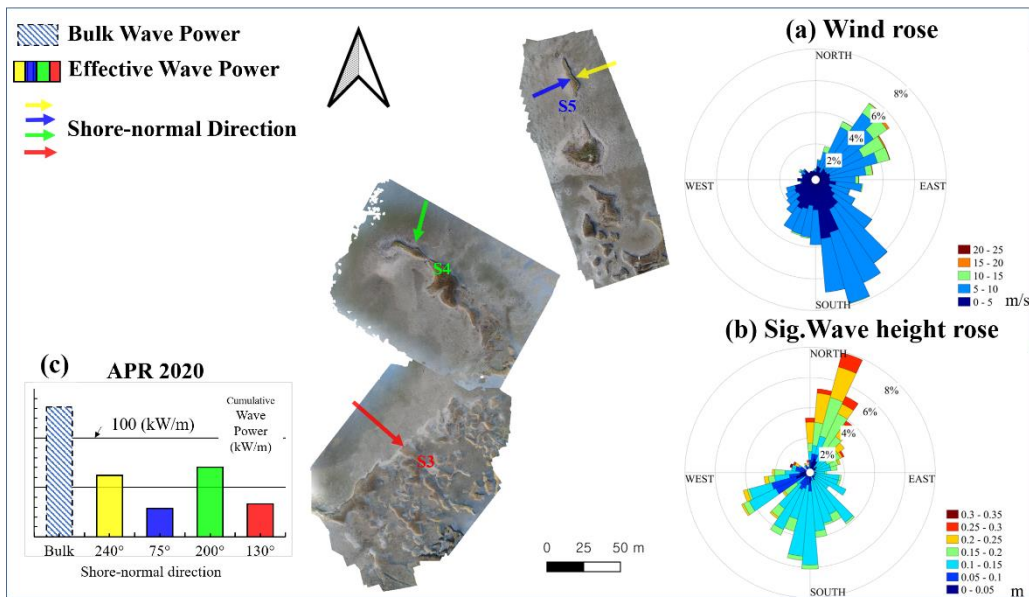 Bulk Wave Power
Effective Wave Power
Shore-normal Direction
S5
S4
S3
0 25 50 m
(a) Wind rose
NORTH
8%
6%
4%
2%
WEST
EAST
SOUTH
20 - 25
15 - 20
10 - 15
5 - 10
0 - 5
m/s
(b) Sig.Wave height rose
NORTH
8%
6%
4%
2%
WEST
EAST
SOUTH
0.3 - 0.35
0.25 - 0.3
0.2 - 0.25
0.15 - 0.2
0.1 - 0.15
0.05 - 0.1
0 - 0.05
m
(c)
APR 2020
100 (kW/m)
Cumulative
Wave
Power
(kW/m)
Bulk 240° 75° 200° 130°
Shore-normal direction